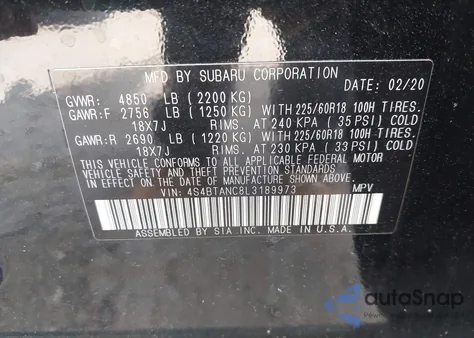 MFD BY SUBARU CORPORATION
DATE: 02/20
GVWR: 4850 LB (2200 KG)
GAWR:F 2756 LB (1250 KG) WITH 225/60R18 100H TIRES.
18X7J RIMS. AT 240 KPA (35 PSI) COLD
GAWR:R 2690 LB (1220 KG) WITH 225/60R18 100H TIRES.
18X7J RIMS. AT 230 KPA (33 PSI) COLD
THIS VEHICLE CONFORMS TO ALL APPLICABLE FEDERAL MOTOR
VEHICLE SAFETY AND THEFT PREVENTION STANDARDS IN
EFFECT ON THE DATE OF MANUFACTURE SHOWN ABOVE.
VIN: 4S4BTANC8L3189973 MPV
ASSEMBLED BY SIA INC. MADE IN U.S.A.
autoSnap